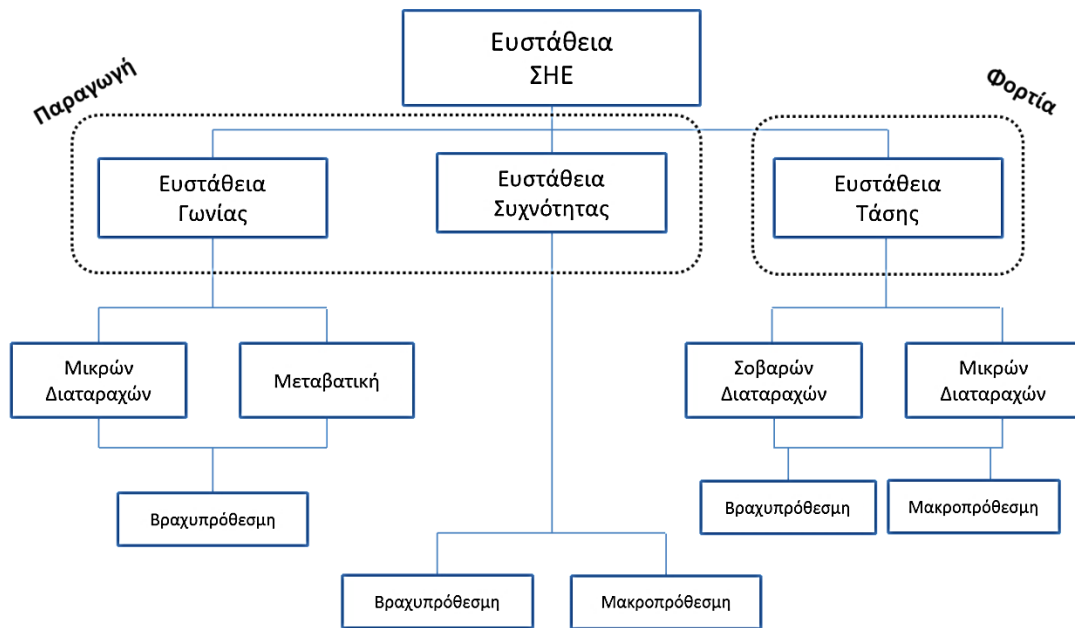 Ευστάθεια
ΣΗΕ
Παραγωγή
Φορτία
Ευστάθεια
Γωνίας
Ευστάθεια
Συχνότητας
Ευστάθεια
Τάσης
Μικρών
Διαταραχών
Μεταβατική
Σοβαρών
Διαταραχών
Μικρών
Διαταραχών
Βραχυπρόθεσμη
Βραχυπρόθεσμη
Μακροπρόθεσμη
Βραχυπρόθεσμη
Μακροπρόθεσμη